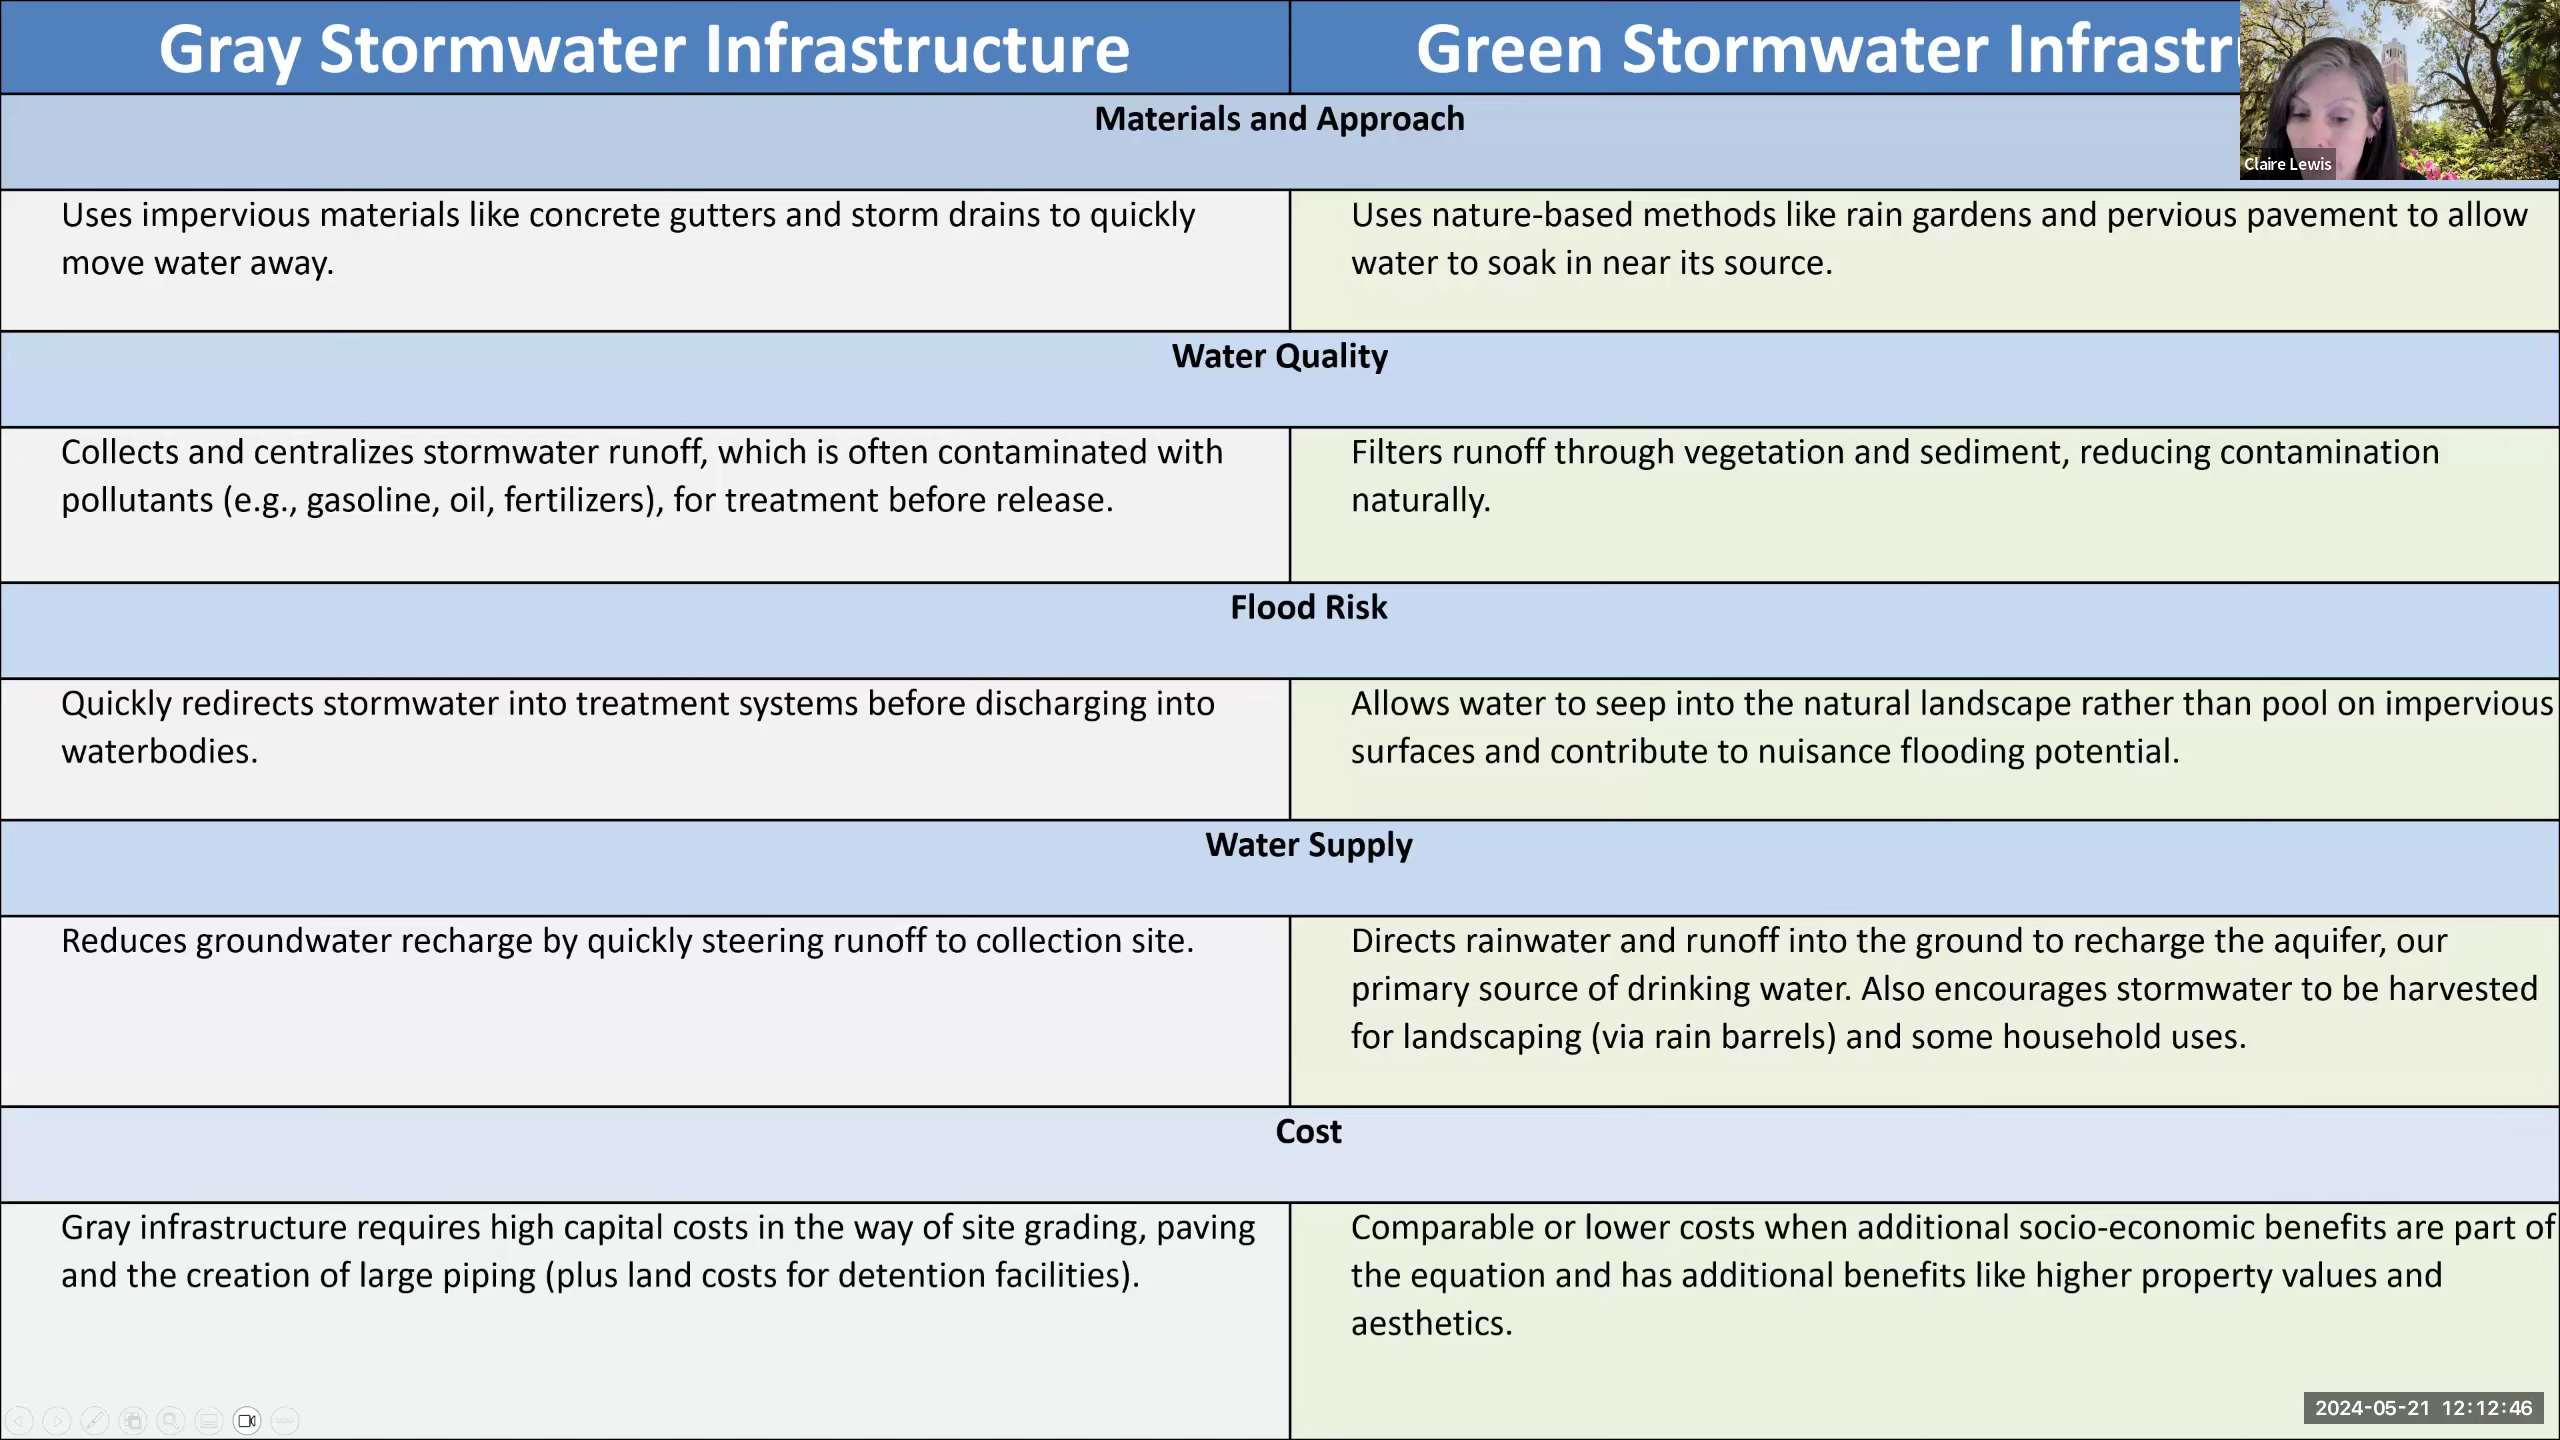 Gray Stormwater Infrastructure
Green Stormwater
Claire Lewis
Materials and Approach
Uses impervious materials like concrete gutters and storm drains to quickly
move water away.
Uses nature-based methods like rain gardens and pervious pavement to allow
water to soak in near its source.
Water Quality
Collects and centralizes stormwater runoff, which is often contaminated with
pollutants (e.g., gasoline, oil, fertilizers), for treatment before release.
Filters runoff through vegetation and sediment, reducing contamination
naturally.
Flood Risk
Quickly redirects stormwater into treatment systems before discharging into
waterbodies.
Allows water to seep into the natural landscape rather than pool on impervious
surfaces and contribute to nuisance flooding potential.
Water Supply
Reduces groundwater recharge by quickly steering runoff to collection site.
Directs rainwater and runoff into the ground to recharge the aquifer, our
primary source of drinking water. Also encourages stormwater to be harvested
for landscaping (via rain barrels) and some household uses.
Cost
Gray infrastructure requires high capital costs in the way of site grading, paving
and the creation of large piping (plus land costs for detention facilities).
Comparable or lower costs when additional socio-economic benefits are part of
the equation and has additional benefits like higher property values and
aesthetics.
2024-05-21 12:12:46